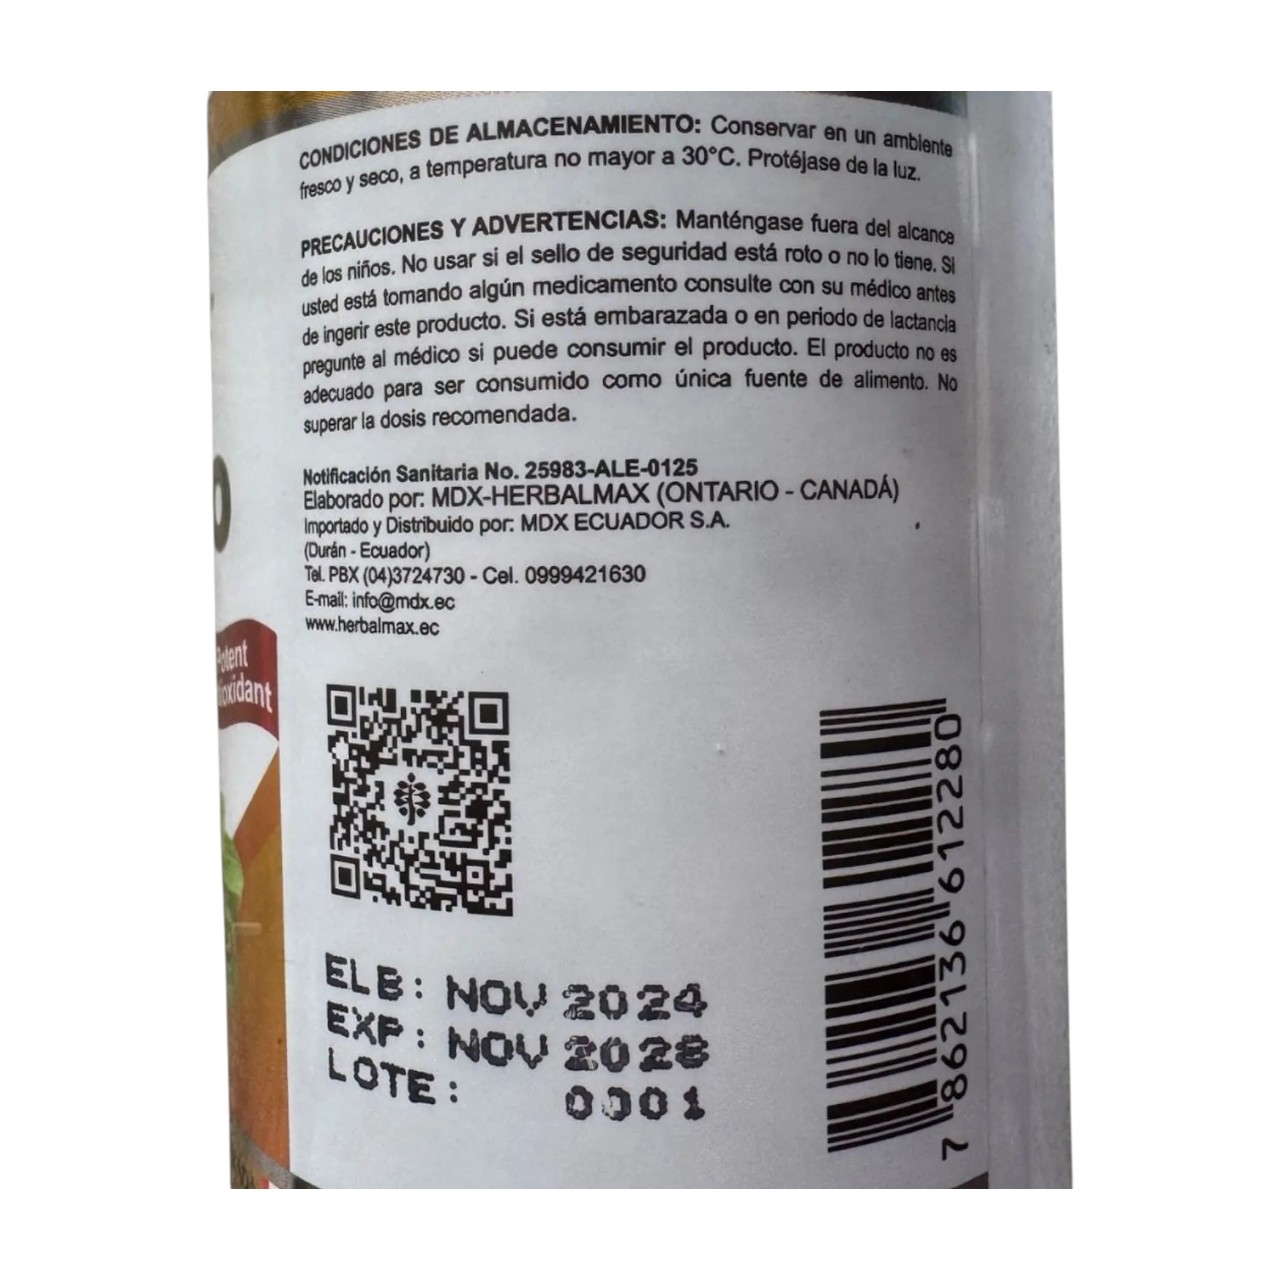 CONDICIONES DE ALMACENAMIENTO: Conservar en un ambiente
fresco y seco, a temperatura no mayor a 30°C. Protéjase de la luz.
PRECAUCIONES Y ADVERTENCIAS: Manténgase fuera del alcance
de los niños. No usar si el sello de seguridad está roto o no lo tiene. Si
usted está tomando algún medicamento consulte con su médico antes
de ingerir este producto. Si está embarazada o en periodo de lactancia
pregunte al médico si puede consumir el producto. El producto no es
adecuado para ser consumido como única fuente de alimento. No
superar la dosis recomendada.
Notificación Sanitaria No. 25983-ALE-0125
Elaborado por: MDX-HERBALMAX (ONTARIO - CANADÁ)
Importado y Distribuido por: MDX ECUADOR S.A.
(Durán - Ecuador)
Tel. PBX (04)3724730 - Cel. 0999421630
E-mail: info@mdx.ec
www.herbalmax.ec
Potent
ELB: NOV 2024
EXP: NOV 2028
LOTE: 0001
7 862136 612280